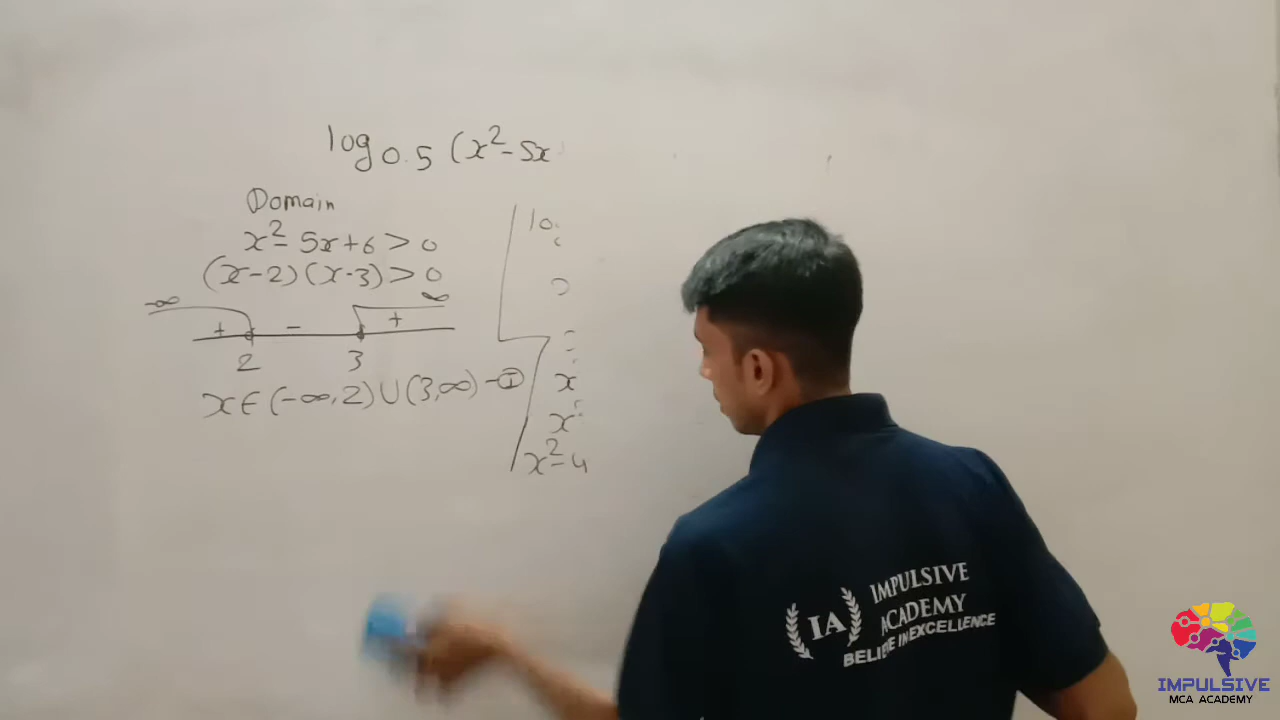 log0.5 (x²-5x
Domain
x²-5x+6>0
(x-2)(x-3)>0
-∞ ∞
+ - +
2 3
x∈(-∞,2)∪(3,∞)-①
lo
x
x
x²-4
IA IMPULSIVE
ACADEMY
BELIEVE IN EXCELLENCE
IMPULSIVE
MCA ACADEMY